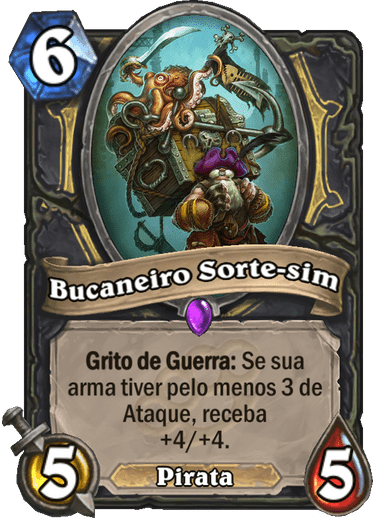 6
Bucaneiro Sorte-sim
Grito de Guerra: Se sua
arma tiver pelo menos 3 de
Ataque, receba
+4/+4.
5
Pirata
5